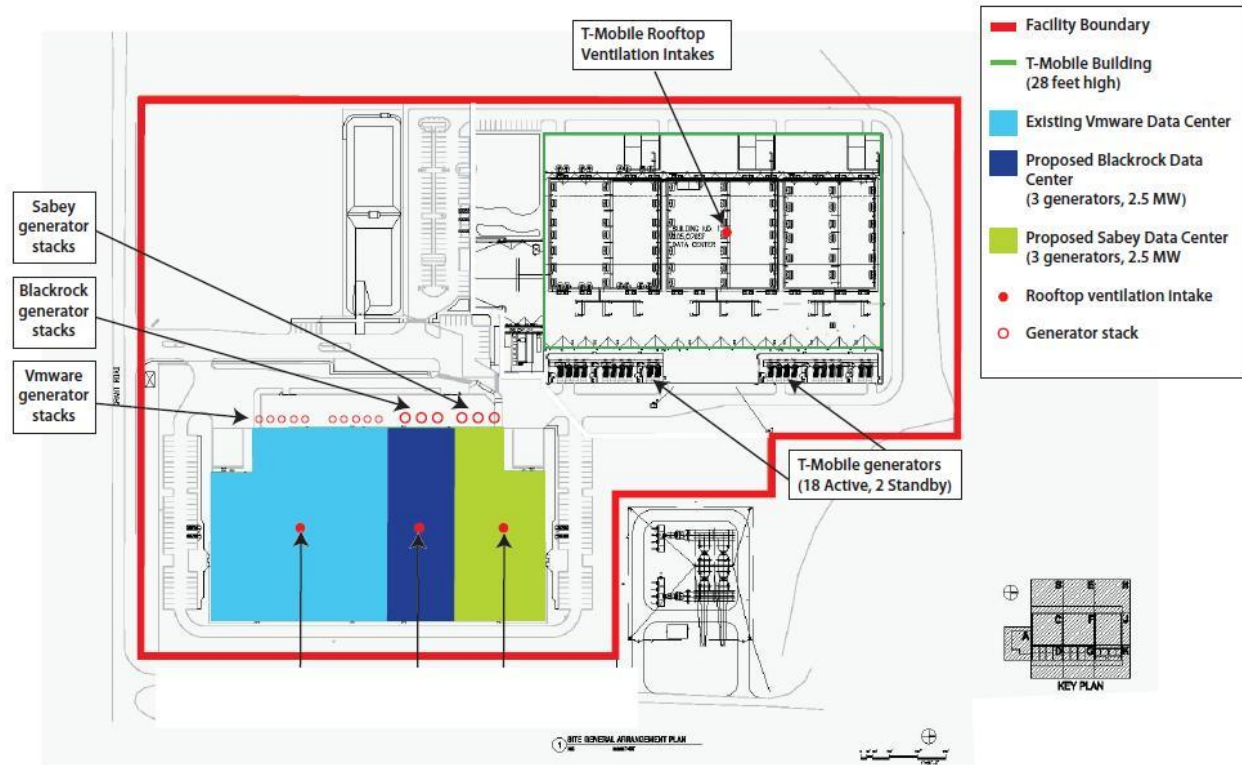 T-Mobile Rooftop
Ventilation Intakes
Facility Boundary
T-Mobile Building
(28 feet high)
Existing Vmware Data Center
Proposed Blackrock Data
Center
(3 generators, 2.5 MW)
Proposed Sabey Data Center
(3 generators, 2.5 MW
Rooftop ventilation Intake
Generator stack
Sabey
generator
stacks
Blackrock
generator
stacks
Vmware
generator
stacks
DATA CENTER
T-Mobile generators
(18 Active, 2 Standby)
A
C
F
J
KEY PLAN
1
SITE GENERAL ARRANGEMENT PLAN